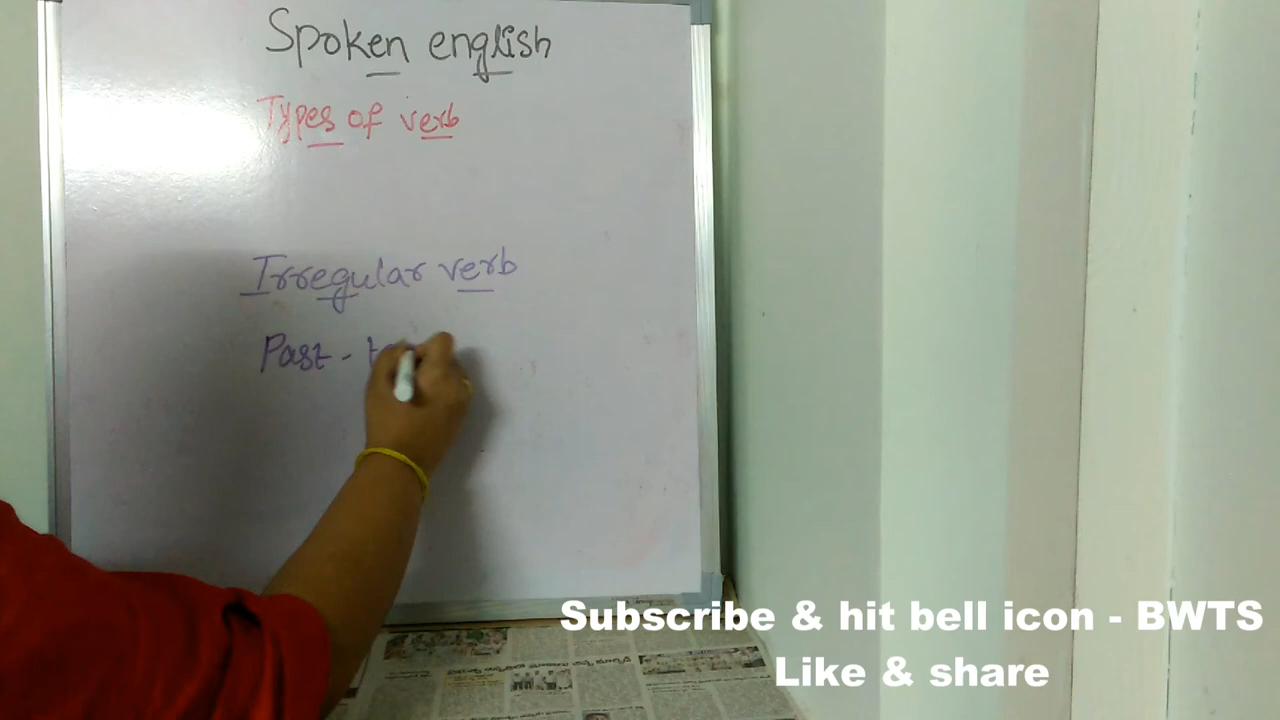 Spoken english
Types of verb
Irregular verb
Past -
Subscribe & hit bell icon - BWTS
Like & share